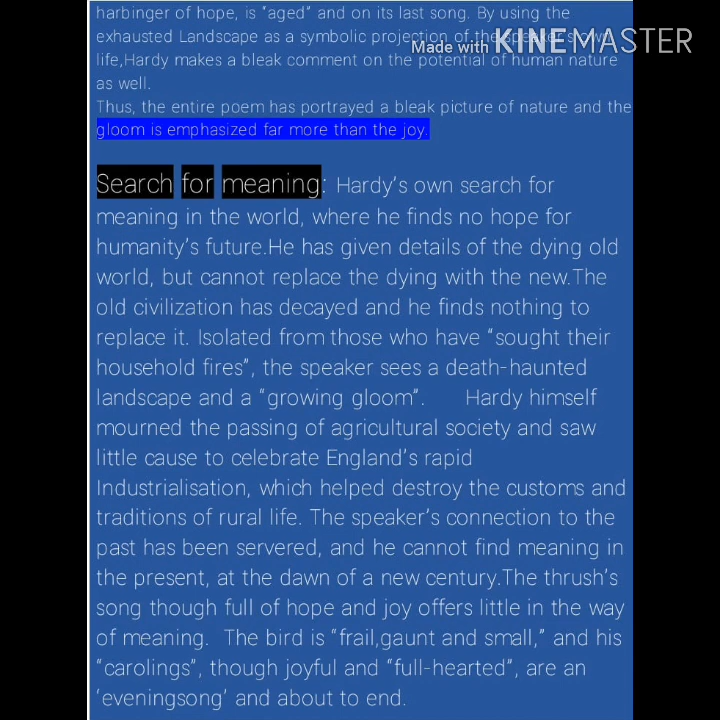 harbinger of hope, is "aged" and on its last song. By using the
exhausted Landscape as a symbolic projection of the speaker's own
Made with KINEMASTER
life,Hardy makes a bleak comment on the potential of human nature
as well.
Thus, the entire poem has portrayed a bleak picture of nature and the
gloom is emphasized far more than the joy.
Search for meaning: Hardy's own search for
meaning in the world, where he finds no hope for
humanity's future.He has given details of the dying old
world, but cannot replace the dying with the new.The
old civilization has decayed and he finds nothing to
replace it. Isolated from those who have "sought their
household fires", the speaker sees a death-haunted
landscape and a "growing gloom". Hardy himself
mourned the passing of agricultural society and saw
little cause to celebrate England's rapid
Industrialisation, which helped destroy the customs and
traditions of rural life. The speaker's connection to the
past has been servered, and he cannot find meaning in
the present, at the dawn of a new century.The thrush's
song though full of hope and joy offers little in the way
of meaning. The bird is "frail,gaunt and small," and his
"carolings", though joyful and "full-hearted", are an
'eveningsong' and about to end.